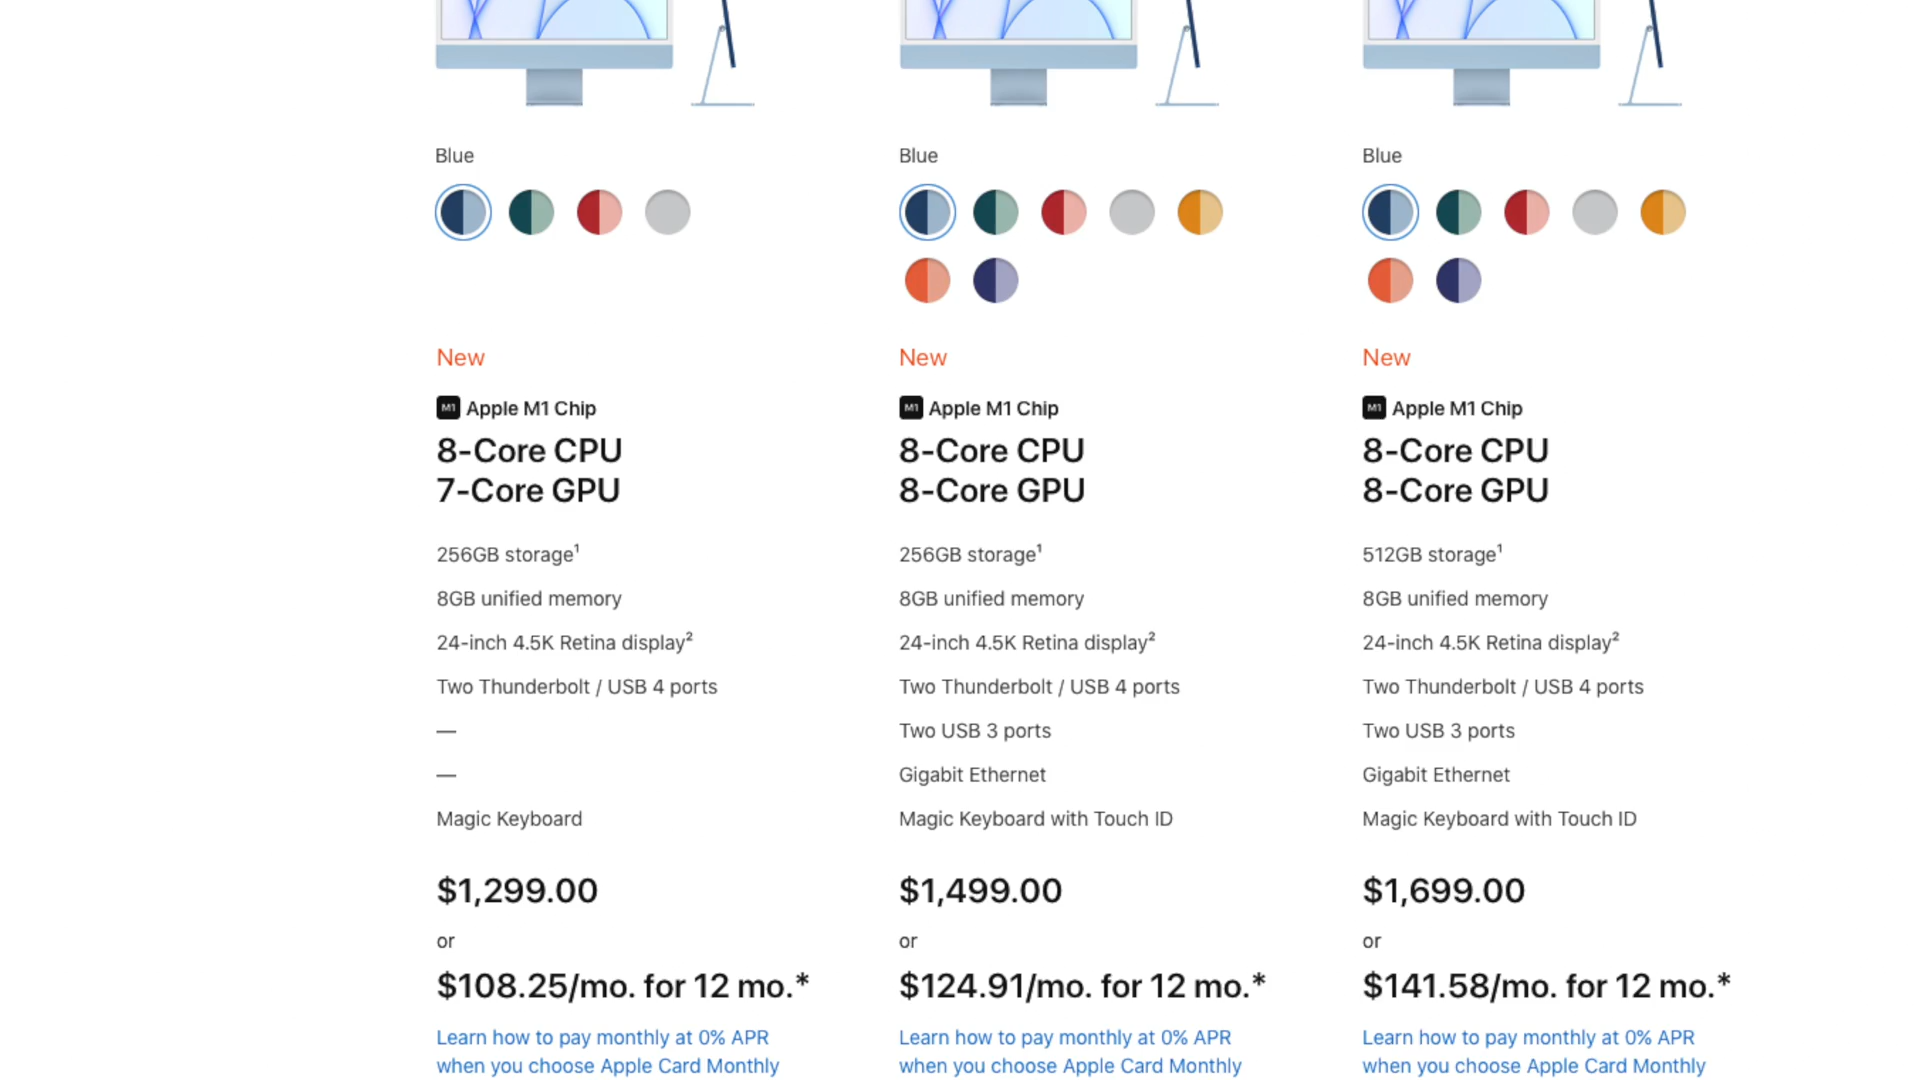 Blue
New
M1 Apple M1 Chip
8-Core CPU
7-Core GPU
256GB storage¹
8GB unified memory
24-inch 4.5K Retina display²
Two Thunderbolt / USB 4 ports
—
—
Magic Keyboard
$1,299.00
or
$108.25/mo. for 12 mo.*
Learn how to pay monthly at 0% APR
when you choose Apple Card Monthly
Blue
New
M1 Apple M1 Chip
8-Core CPU
8-Core GPU
256GB storage¹
8GB unified memory
24-inch 4.5K Retina display²
Two Thunderbolt / USB 4 ports
Two USB 3 ports
Gigabit Ethernet
Magic Keyboard with Touch ID
$1,499.00
or
$124.91/mo. for 12 mo.*
Learn how to pay monthly at 0% APR
when you choose Apple Card Monthly
Blue
New
M1 Apple M1 Chip
8-Core CPU
8-Core GPU
512GB storage¹
8GB unified memory
24-inch 4.5K Retina display²
Two Thunderbolt / USB 4 ports
Two USB 3 ports
Gigabit Ethernet
Magic Keyboard with Touch ID
$1,699.00
or
$141.58/mo. for 12 mo.*
Learn how to pay monthly at 0% APR
when you choose Apple Card Monthly